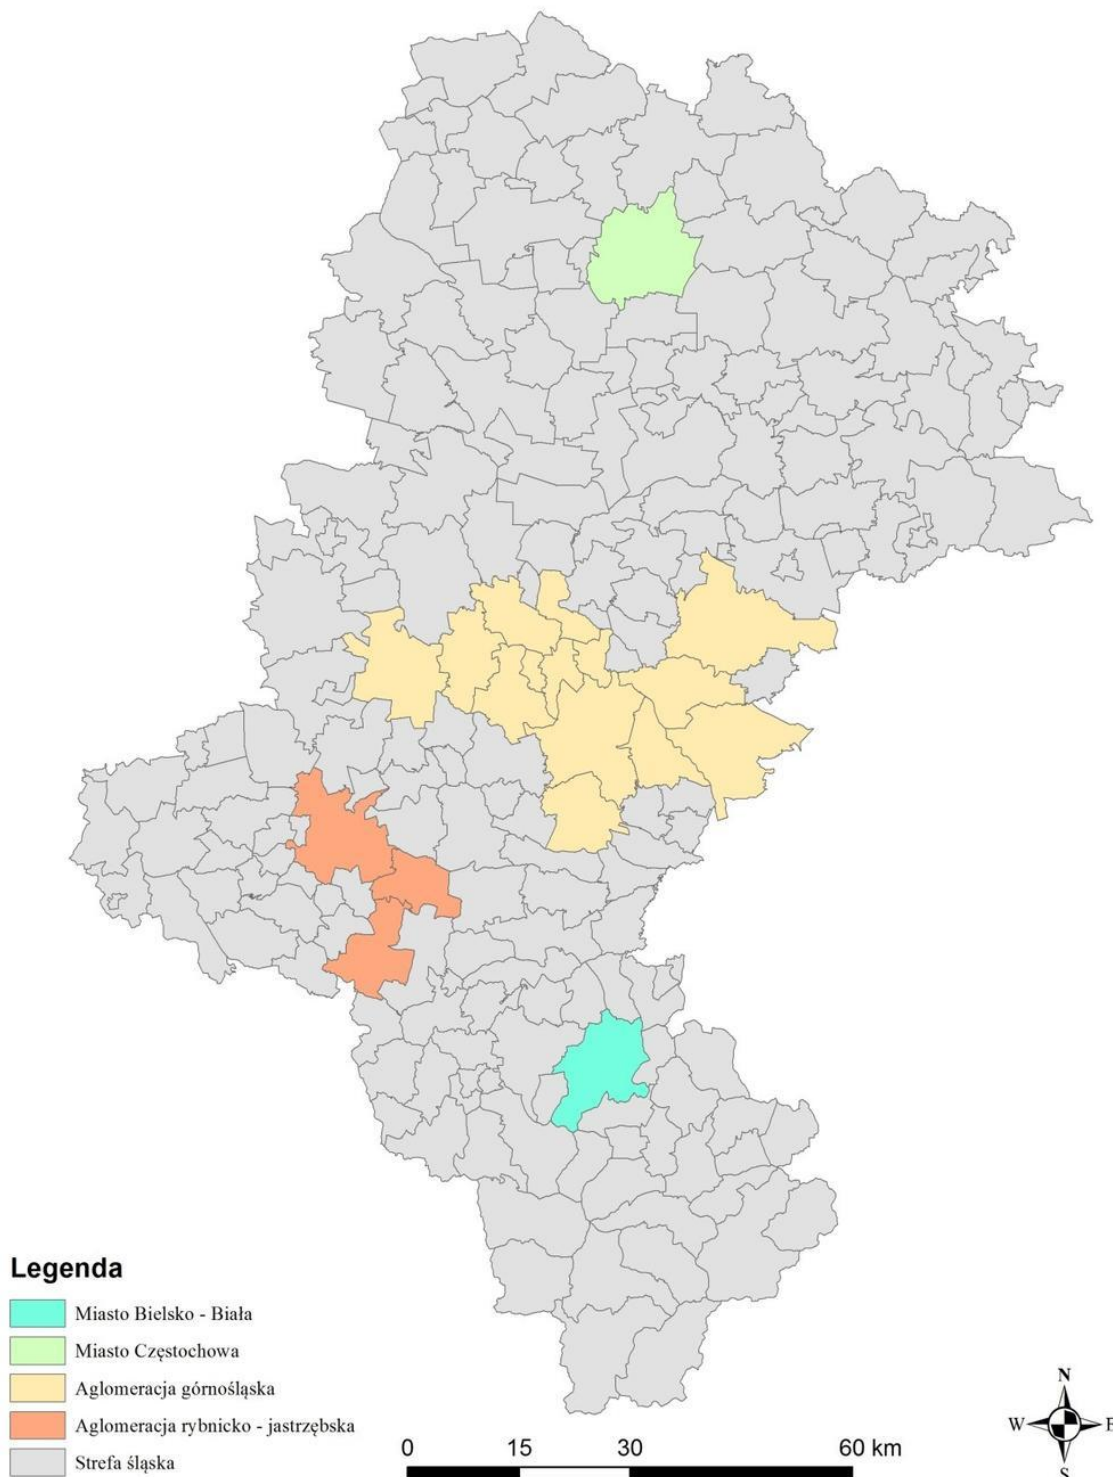 Legenda
Miasto Bielsko - Biała
Miasto Częstochowa
Aglomeracja górnośląska
Aglomeracja rybnicko - jastrzębska
Strefa śląska
0 15 30 60 km
N
W E
S